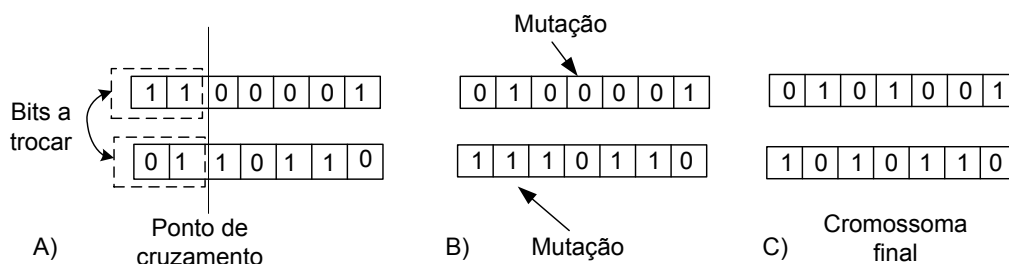 Bits a
trocar
1 1 0 0 0 0 1
0 1 1 0 1 1 0
Ponto de
cruzamento
A)
Mutação
0 1 0 0 0 0 1
1 1 1 0 1 1 0
Mutação
B)
0 1 0 1 0 0 1
1 0 1 0 1 1 0
Cromossoma
final
C)